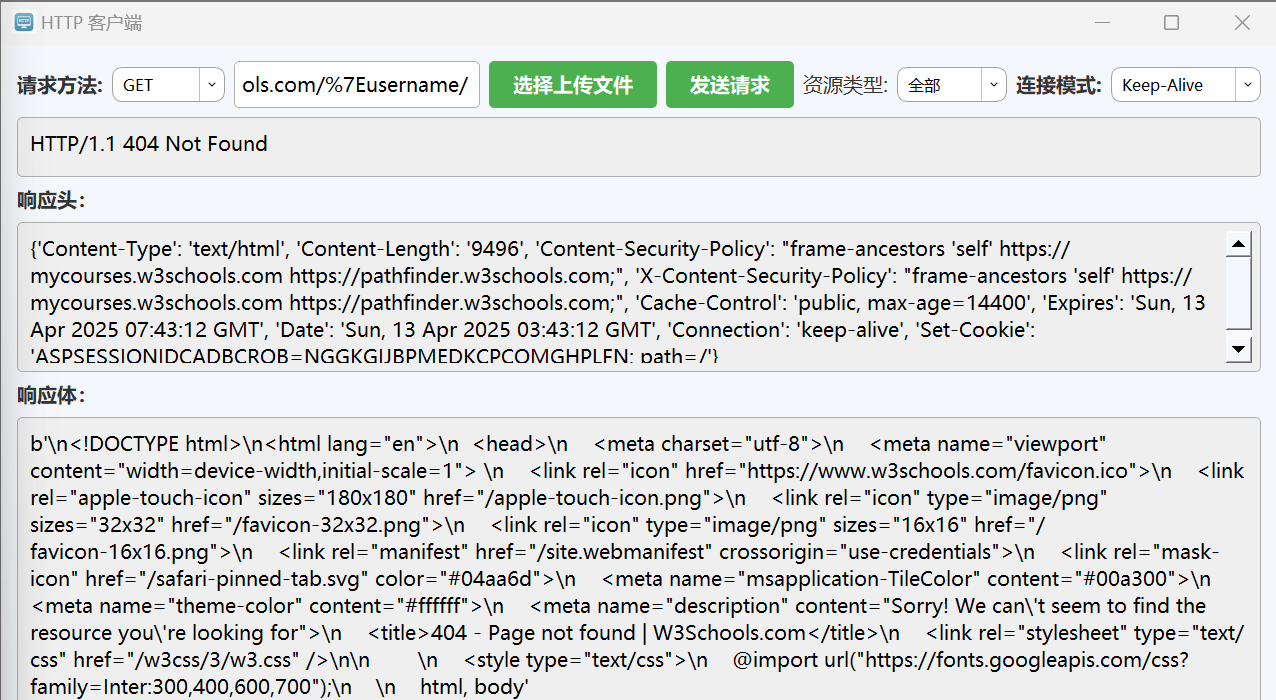 HTTP 客户端
请求方法: GET ols.com/%7Eusername/ 选择上传文件 发送请求 资源类型: 全部 连接模式: Keep-Alive
HTTP/1.1 404 Not Found
响应头:
{'Content-Type': 'text/html', 'Content-Length': '9496', 'Content-Security-Policy': "frame-ancestors 'self' https://
mycourses.w3schools.com https://pathfinder.w3schools.com;", 'X-Content-Security-Policy': "frame-ancestors 'self' https://
mycourses.w3schools.com https://pathfinder.w3schools.com;", 'Cache-Control': 'public, max-age=14400', 'Expires': 'Sun, 13
Apr 2025 07:43:12 GMT', 'Date': 'Sun, 13 Apr 2025 03:43:12 GMT', 'Connection': 'keep-alive', 'Set-Cookie':
'ASPSESSIONIDCADBCROB=NGGKGIJBPMEDKCPCOMGHPLFN; path=/'}
响应体:
b'\n<!DOCTYPE html>\n<html lang="en">\n  <head>\n    <meta charset="utf-8">\n    <meta name="viewport"
content="width=device-width,initial-scale=1"> \n    <link rel="icon" href="https://www.w3schools.com/favicon.ico">\n    <link
rel="apple-touch-icon" sizes="180x180" href="/apple-touch-icon.png">\n    <link rel="icon" type="image/png"
sizes="32x32" href="/favicon-32x32.png">\n    <link rel="icon" type="image/png" sizes="16x16" href="/
favicon-16x16.png">\n    <link rel="manifest" href="/site.webmanifest" crossorigin="use-credentials">\n    <link rel="mask-
icon" href="/safari-pinned-tab.svg" color="#04aa6d">\n    <meta name="msapplication-TileColor" content="#00a300">\n
<meta name="theme-color" content="#ffffff">\n    <meta name="description" content="Sorry! We can\'t seem to find the
resource you\'re looking for">\n    <title>404 - Page not found | W3Schools.com</title>\n    <link rel="stylesheet" type="text/
css" href="/w3css/3/w3.css" />\n\n        \n    <style type="text/css">\n    @import url("https://fonts.googleapis.com/css?
family=Inter:300,400,600,700");\n    \n    html, body'